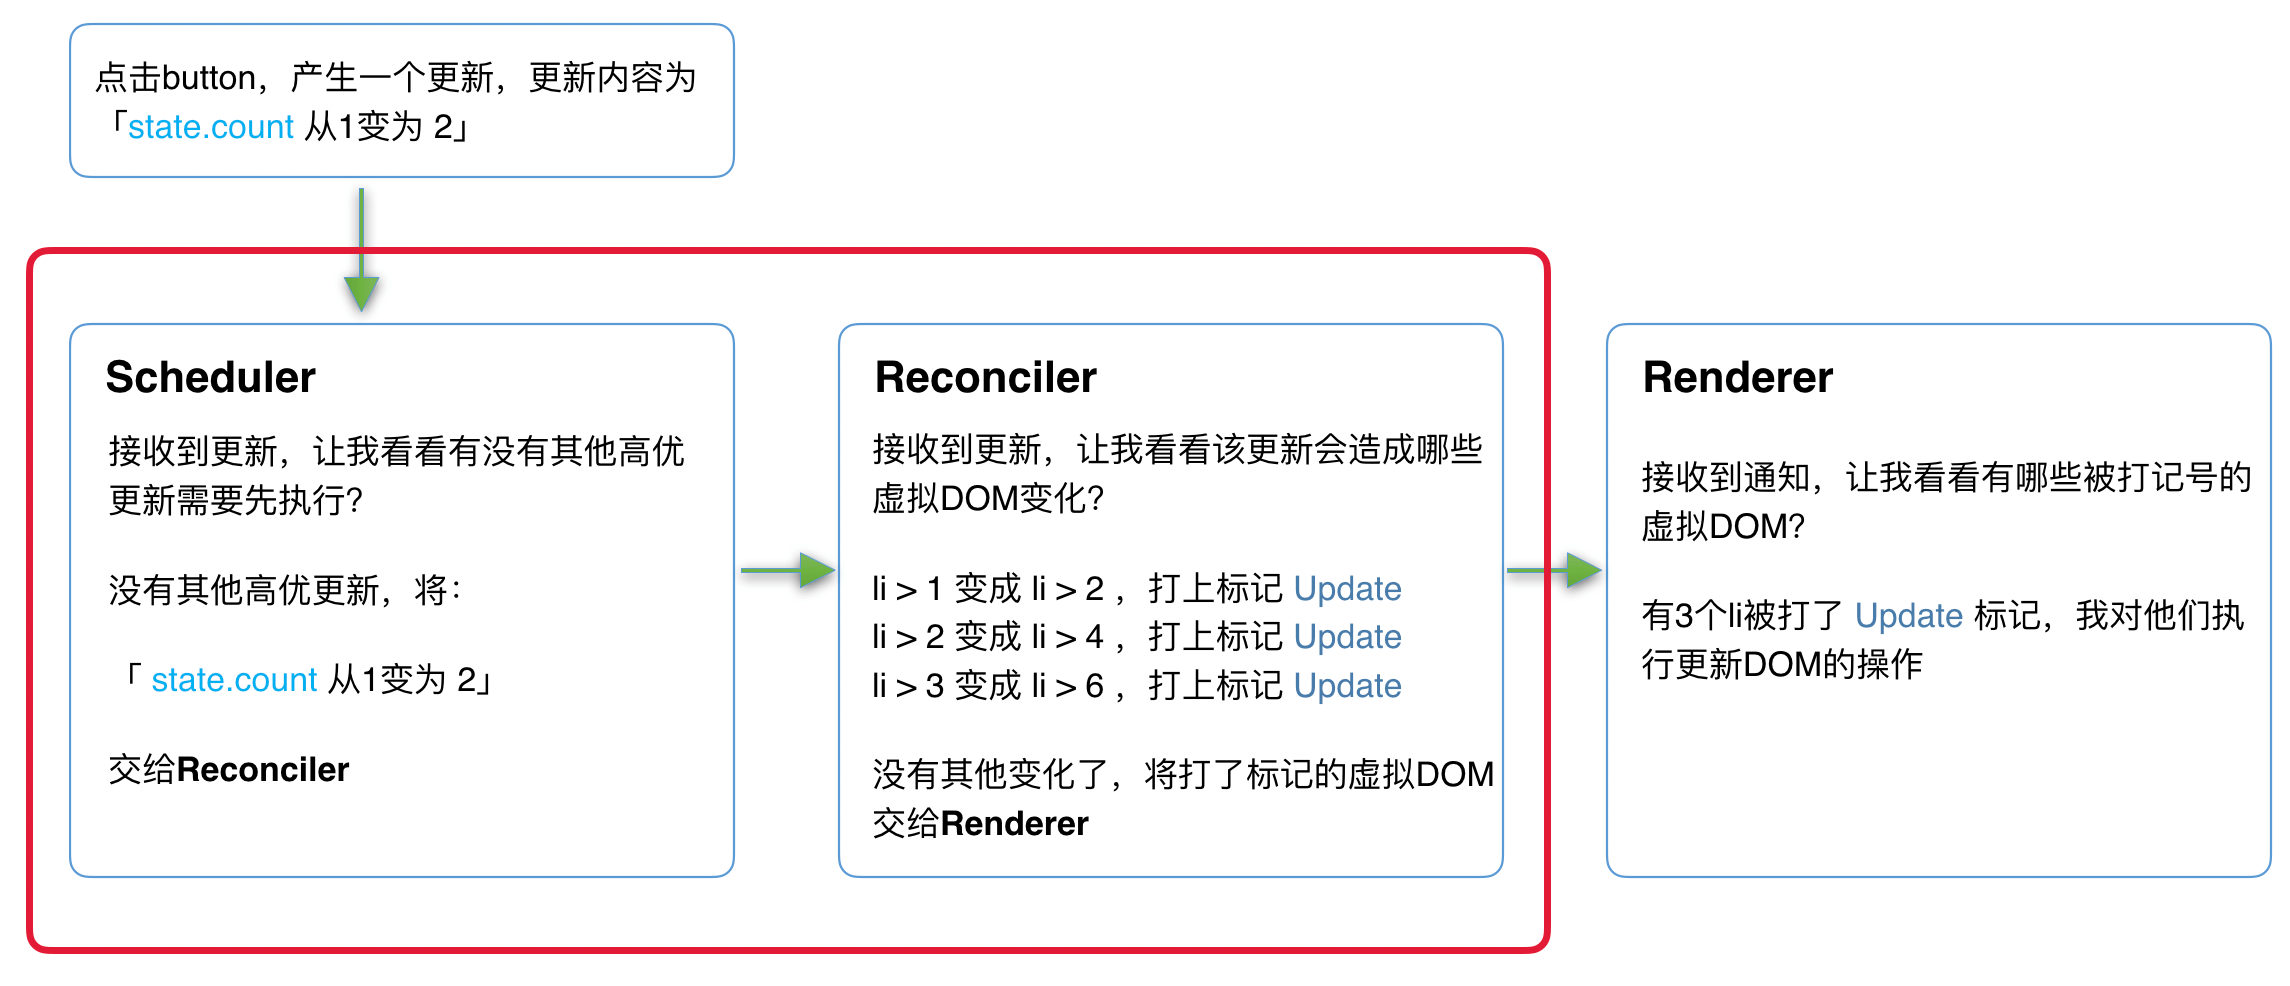 点击button，产生一个更新，更新内容为
「state.count 从1变为 2」
Scheduler
接收到更新，让我看看有没有其他高优
更新需要先执行？
没有其他高优更新，将：
「 state.count 从1变为 2」
交给Reconciler
Reconciler
接收到更新，让我看看该更新会造成哪些
虚拟DOM变化？
li > 1 变成 li > 2 ，打上标记 Update
li > 2 变成 li > 4 ，打上标记 Update
li > 3 变成 li > 6 ，打上标记 Update
没有其他变化了，将打了标记的虚拟DOM
交给Renderer
Renderer
接收到通知，让我看看有哪些被打记号的
虚拟DOM？
有3个li被打了 Update 标记，我对他们执
行更新DOM的操作